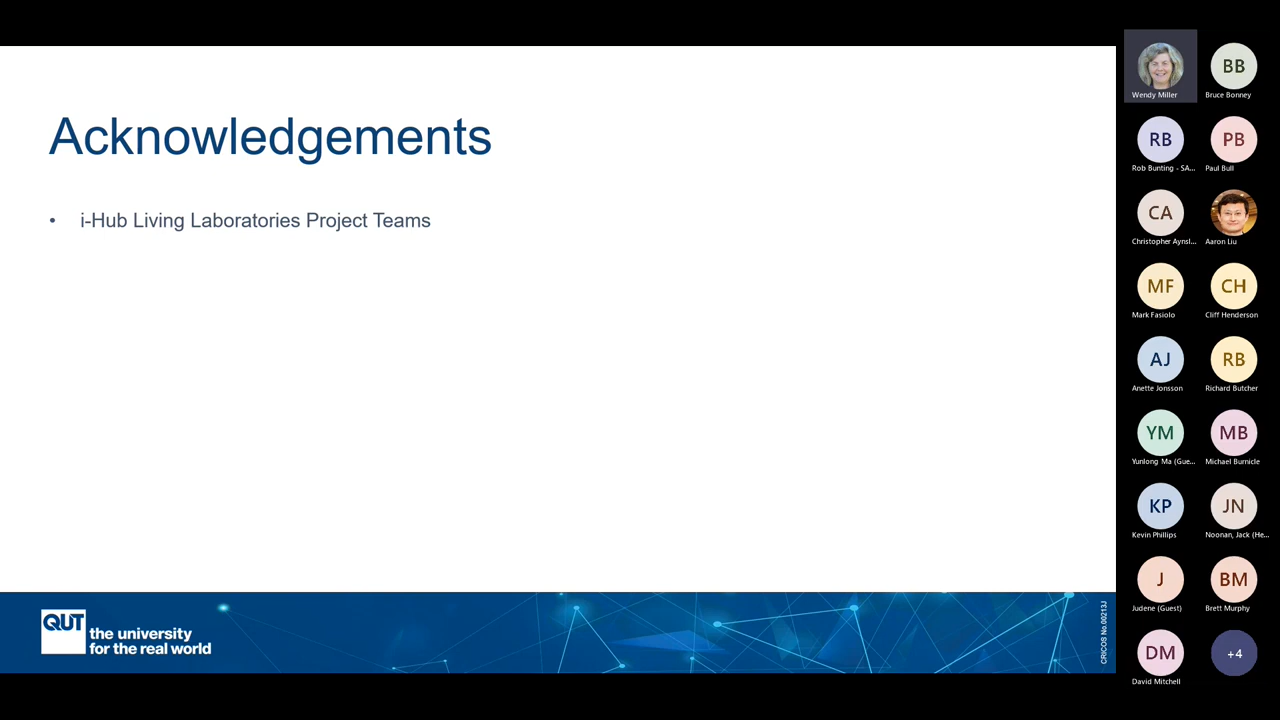 Acknowledgements
• i-Hub Living Laboratories Project Teams
QUT
the university
for the real world
CRICOS No.00213J
Wendy Miller
BB
Bruce Bonney
RB
Rob Bunting - SA...
PB
Paul Bull
CA
Christopher Aynsl...
Aaron Liu
MF
Mark Fasiolo
CH
Cliff Henderson
AJ
Anette Jonsson
RB
Richard Butcher
YM
Yunlong Ma (Gue...
MB
Michael Burnicle
KP
Kevin Phillips
JN
Noonan, Jack (He...
J
Judene (Guest)
BM
Brett Murphy
DM
David Mitchell
+4